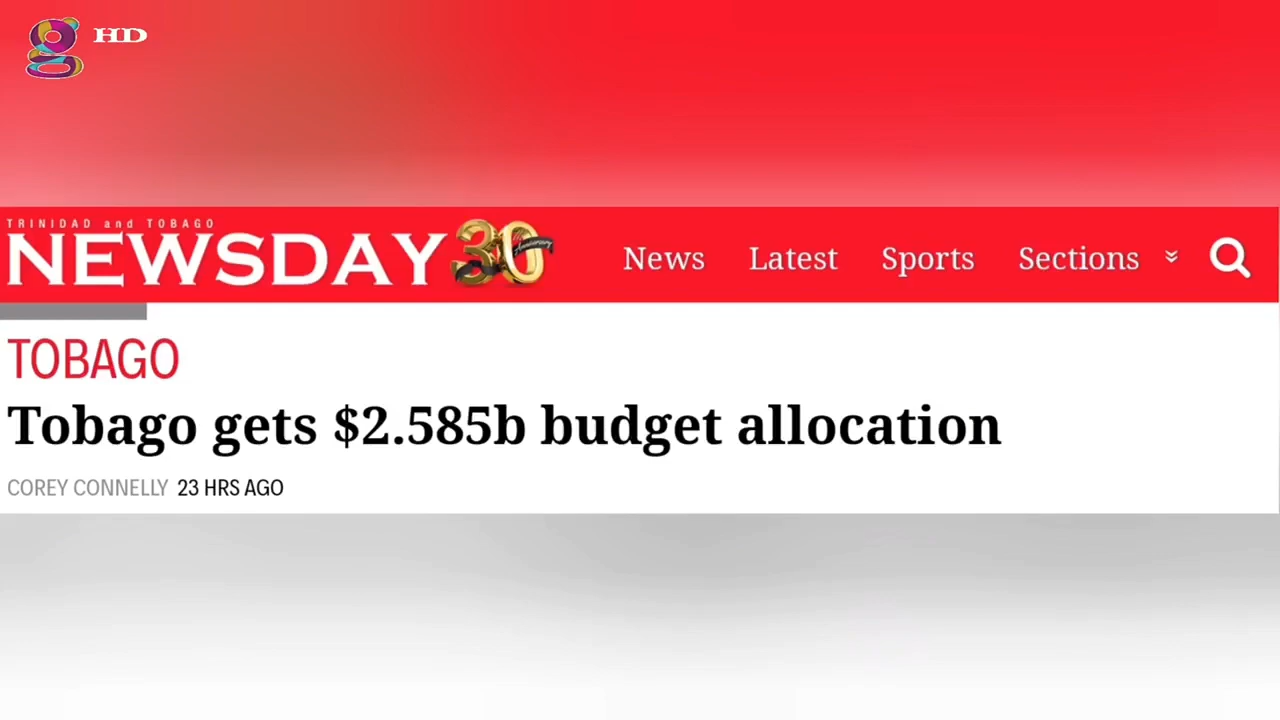 g HD
TRINIDAD and TOBAGO
NEWSDAY 30 Anniversary
News Latest Sports Sections
TOBAGO
Tobago gets $2.585b budget allocation
COREY CONNELLY 23 HRS AGO